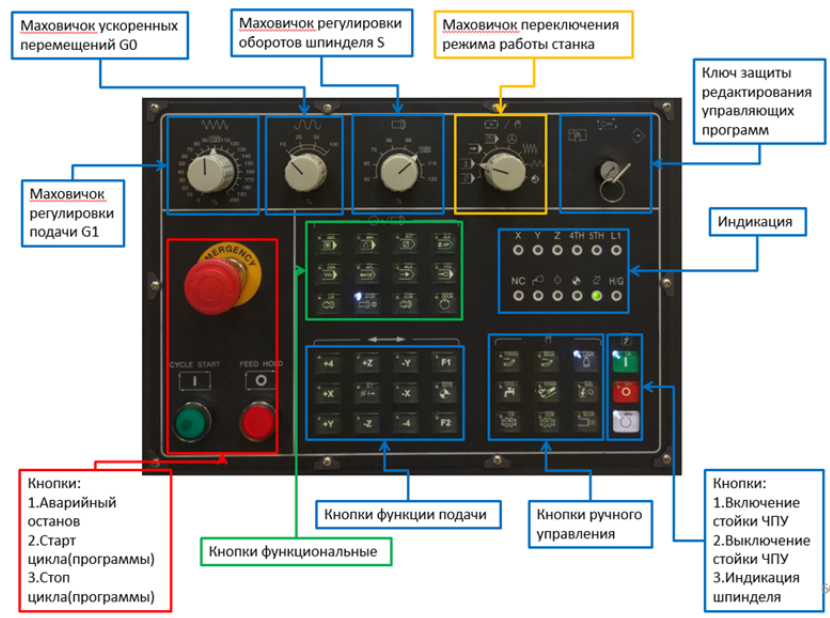 Маховичок ускоренных
перемещений G0
Маховичок регулировки
оборотов шпинделя S
Маховичок переключения
режима работы станка
Ключ защиты
редактирования
управляющих
программ
Маховичок
регулировки
подачи G1
Индикация
X Y Z 4TH 5TH L1
NC H/G
EMERGENCY
CYCLE START
FEED HOLD
+4 +Z -Y F1
+X -X
+Y -Z -4 F2
Кнопки:
1.Аварийный
останов
2.Старт
цикла(программы)
3.Стоп
цикла(программы)
Кнопки функциональные
Кнопки функции подачи
Кнопки ручного
управления
Кнопки:
1.Включение
стойки ЧПУ
2.Выключение
стойки ЧПУ
3.Индикация
шпинделя